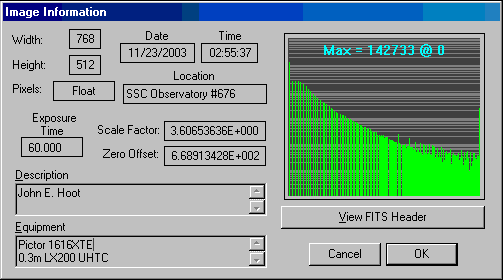 Image Information
Width: 768
Height: 512
Pixels: Float
Date
11/23/2003
Time
02:55:37
Location
SSC Observatory #676
Exposure
Time
60.000
Scale Factor: 3.60653636E+000
Zero Offset: 6.68913428E+002
Description
John E. Hoot
Equipment
Pictor 1616XTE
0.3m LX200 UHTC
Max = 142733 @ 0
View FITS Header
Cancel
OK